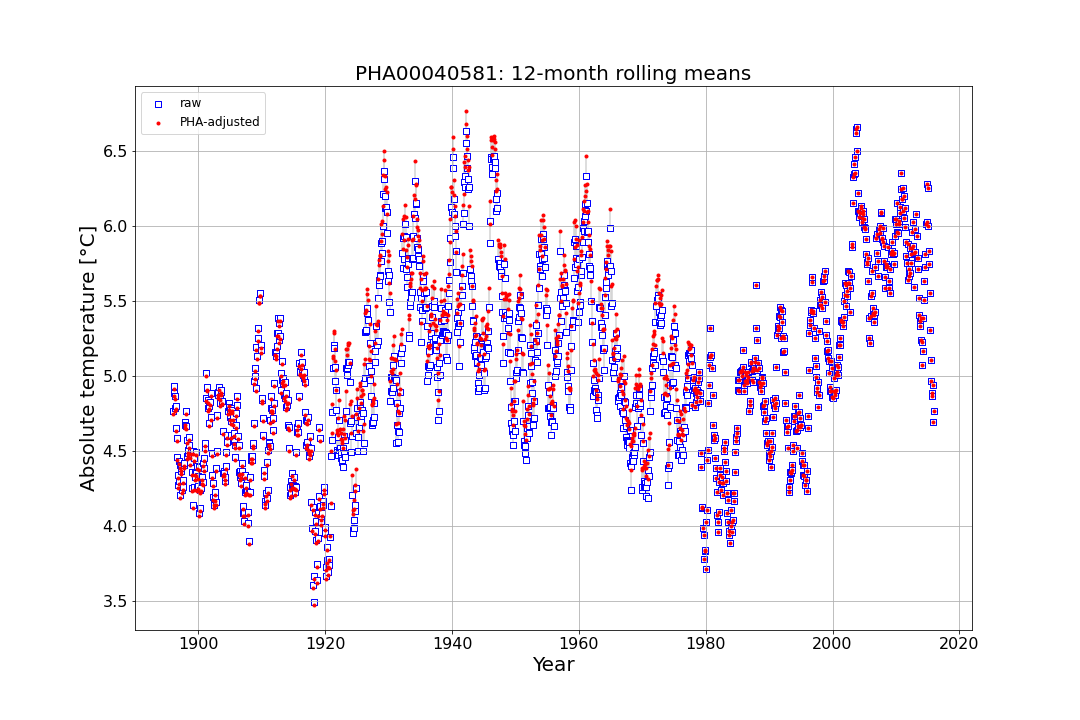 PHA00040581: 12-month rolling means
raw
PHA-adjusted
Absolute temperature [°C]
6.5
6.0
5.5
5.0
4.5
4.0
3.5
1900 1920 1940 1960 1980 2000 2020
Year